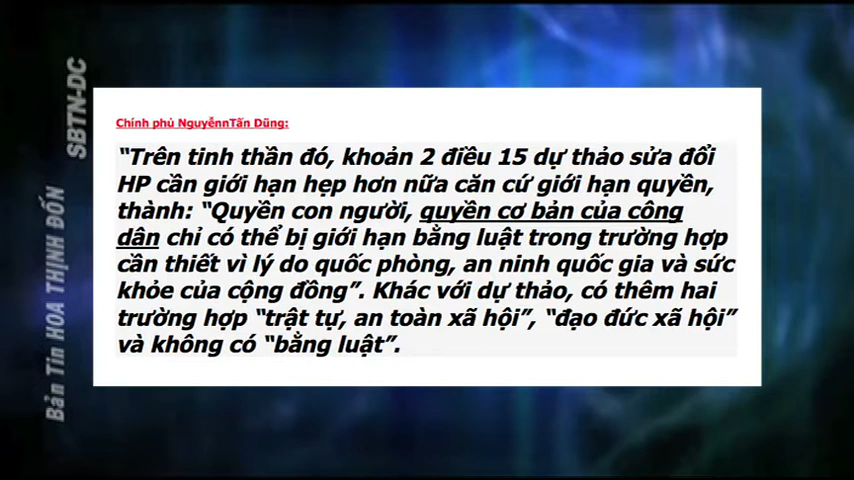 SBTN-DC
Bản Tin HOA THỊNH ĐỐN
Chính phủ NguyễnnTấn Dũng:
“Trên tinh thần đó, khoản 2 điều 15 dự thảo sửa đổi
HP cần giới hạn hẹp hơn nữa căn cứ giới hạn quyền,
thành: “Quyền con người, quyền cơ bản của công
dân chỉ có thể bị giới hạn bằng luật trong trường hợp
cần thiết vì lý do quốc phòng, an ninh quốc gia và sức
khỏe của cộng đồng”. Khác với dự thảo, có thêm hai
trường hợp “trật tự, an toàn xã hội”, “đạo đức xã hội”
và không có “bằng luật”.